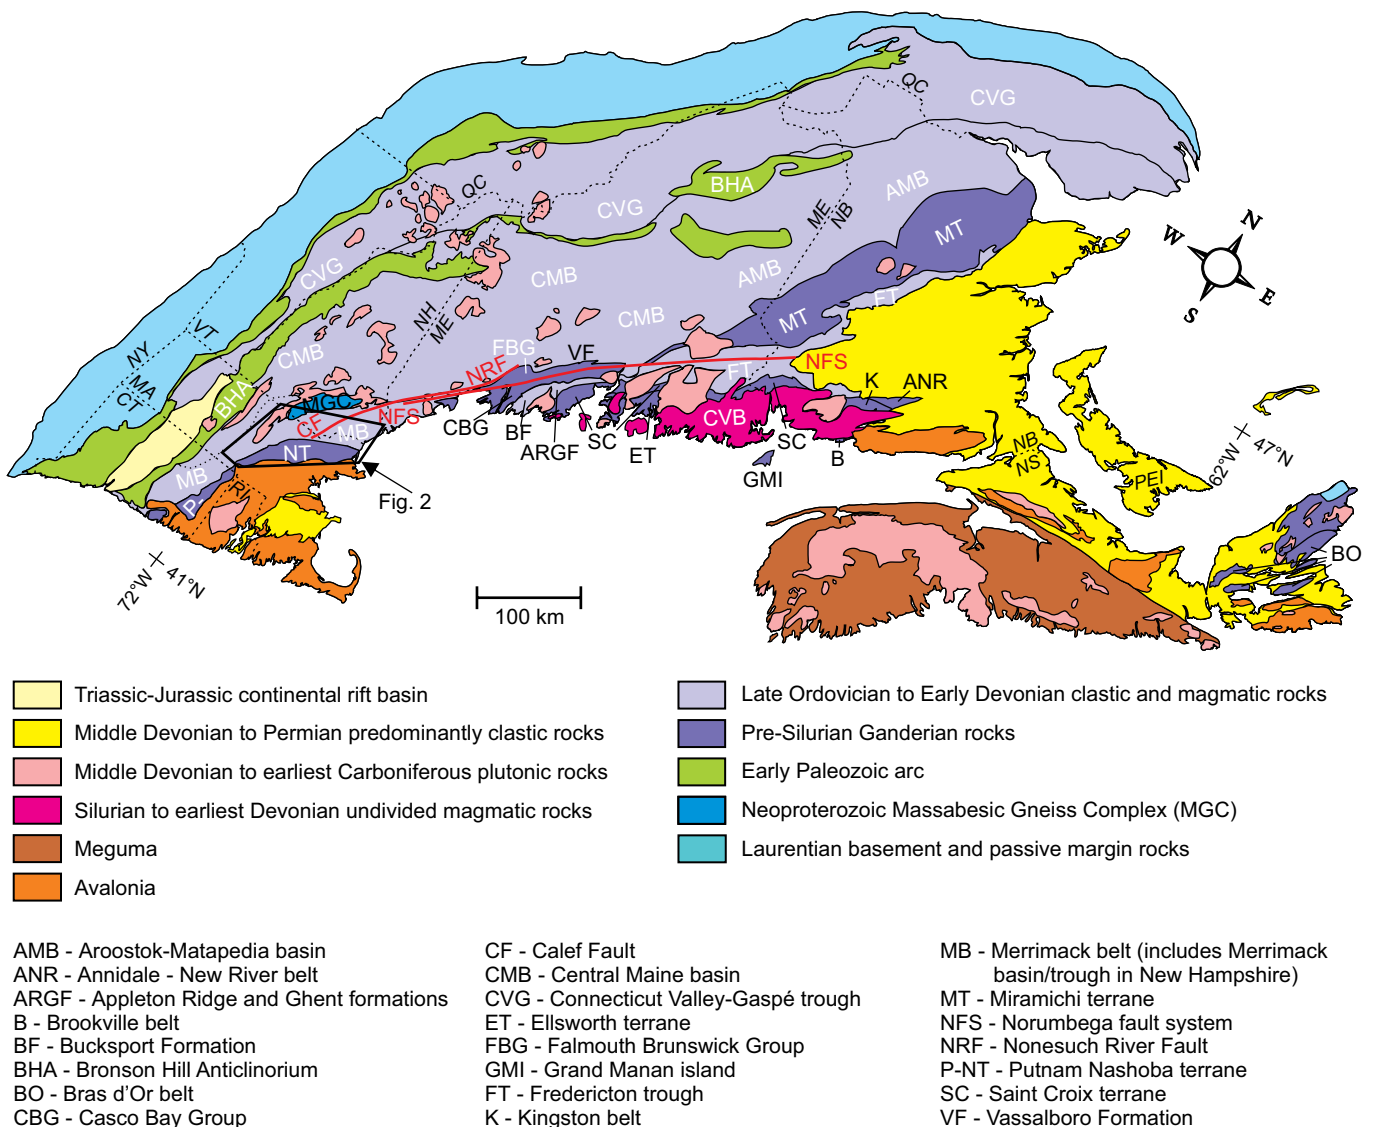 QC
CVG
BHA
AMB
ME
NB
QC
CVG
MT
N
W
E
S
CVG
CMB
AMB
FT
NH
ME
CMB
MT
VT
NY
CMB
FBG
VF
NFS
FT
NRF
K
ANR
MA
CT
BHA
MGC
CF
NFS
MB
CBG
BF
ARGF
SC
ET
CVB
SC
B
GMI
NB
NS
PEI
62°W
47°N
NT
MB
P-
RI
Fig. 2
BO
72°W
41°N
100 km
Triassic-Jurassic continental rift basin
Middle Devonian to Permian predominantly clastic rocks
Middle Devonian to earliest Carboniferous plutonic rocks
Silurian to earliest Devonian undivided magmatic rocks
Meguma
Avalonia
Late Ordovician to Early Devonian clastic and magmatic rocks
Pre-Silurian Ganderian rocks
Early Paleozoic arc
Neoproterozoic Massabesic Gneiss Complex (MGC)
Laurentian basement and passive margin rocks
AMB - Aroostok-Matapedia basin
ANR - Annidale - New River belt
ARGF - Appleton Ridge and Ghent formations
B - Brookville belt
BF - Bucksport Formation
BHA - Bronson Hill Anticlinorium
BO - Bras d'Or belt
CBG - Casco Bay Group
CF - Calef Fault
CMB - Central Maine basin
CVG - Connecticut Valley-Gaspé trough
ET - Ellsworth terrane
FBG - Falmouth Brunswick Group
GMI - Grand Manan island
FT - Fredericton trough
K - Kingston belt
MB - Merrimack belt (includes Merrimack
basin/trough in New Hampshire)
MT - Miramichi terrane
NFS - Norumbega fault system
NRF - Nonesuch River Fault
P-NT - Putnam Nashoba terrane
SC - Saint Croix terrane
VF - Vassalboro Formation